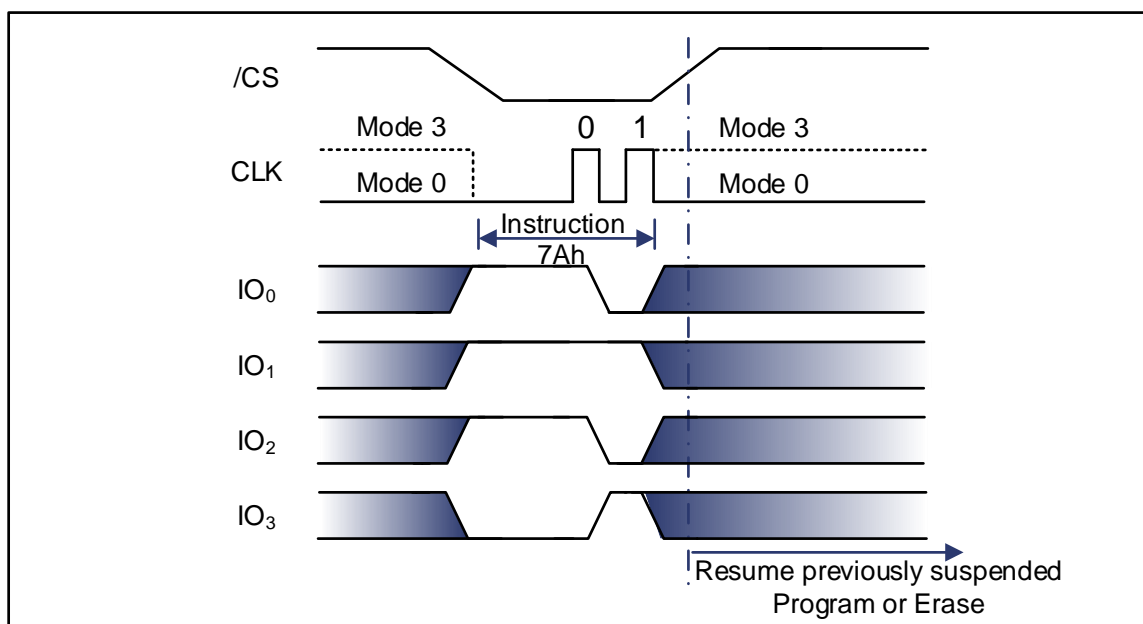 /CS
Mode 3 0 1 Mode 3
CLK
Mode 0 Mode 0
Instruction
7Ah
IO₀
IO₁
IO₂
IO₃
Resume previously suspended
Program or Erase